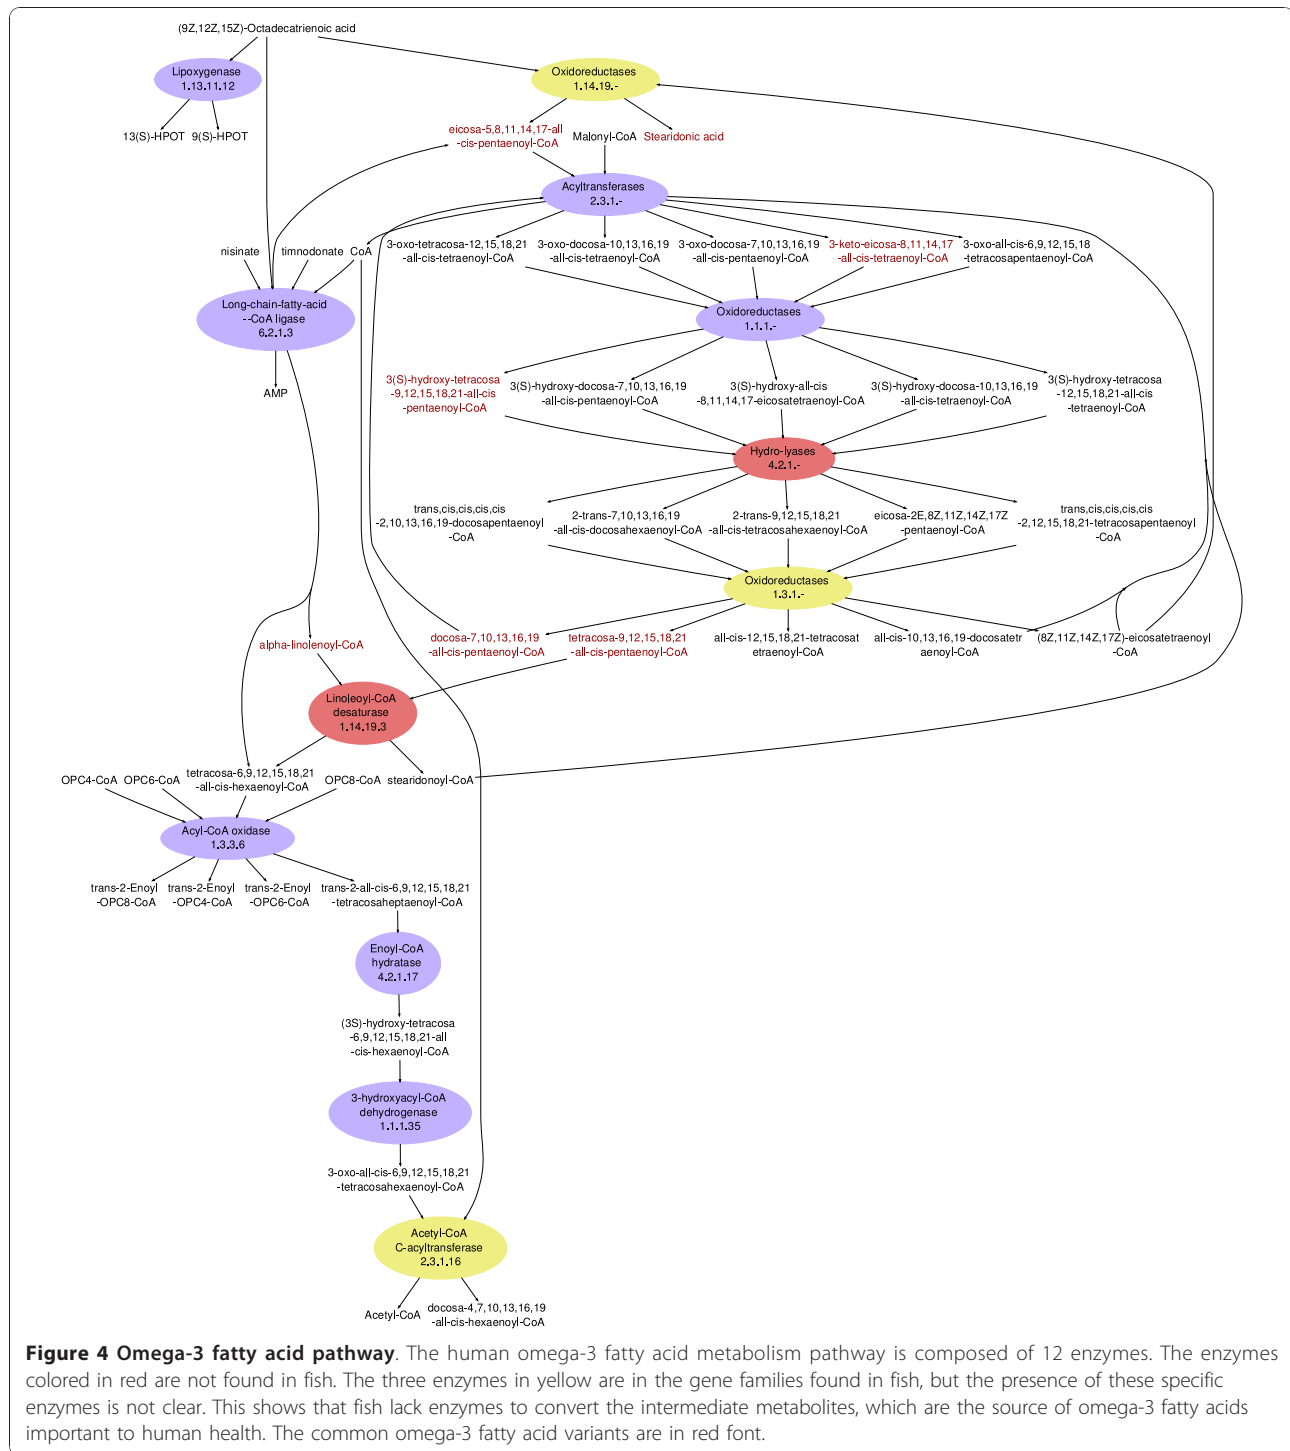 (9Z,12Z,15Z)-Octadecatrienoic acid
Lipoxygenase
1.13.11.12
Oxidoreductases
1.14.19.-
13(S)-HPOT
9(S)-HPOT
eicosa-5,8,11,14,17-all
-cis-pentaenoyl-CoA
Malonyl-CoA
Stearidonic acid
Acyltransferases
2.3.1.-
nisinate
timnodonate
CoA
3-oxo-tetracosa-12,15,18,21
-all-cis-tetraenoyl-CoA
3-oxo-docosa-10,13,16,19
-all-cis-tetraenoyl-CoA
3-oxo-docosa-7,10,13,16,19
-all-cis-pentaenoyl-CoA
3-keto-eicosa-8,11,14,17
-all-cis-tetraenoyl-CoA
3-oxo-all-cis-6,9,12,15,18
-tetracosapentaenoyl-CoA
Long-chain-fatty-acid
--CoA ligase
6.2.1.3
Oxidoreductases
1.1.1.-
AMP
3(S)-hydroxy-tetracosa
-9,12,15,18,21-all-cis
-pentaenoyl-CoA
3(S)-hydroxy-docosa-7,10,13,16,19
-all-cis-pentaenoyl-CoA
3(S)-hydroxy-all-cis
-8,11,14,17-eicosatetraenoyl-CoA
3(S)-hydroxy-docosa-10,13,16,19
-all-cis-tetraenoyl-CoA
3(S)-hydroxy-tetracosa
-12,15,18,21-all-cis
-tetraenoyl-CoA
Hydro-lyases
4.2.1.-
trans,cis,cis,cis,cis
-2,10,13,16,19-docosapentaenoyl
-CoA
2-trans-7,10,13,16,19
-all-cis-docosahexaenoyl-CoA
2-trans-9,12,15,18,21
-all-cis-tetracosahexaenoyl-CoA
eicosa-2E,8Z,11Z,14Z,17Z
-pentaenoyl-CoA
trans,cis,cis,cis,cis
-2,12,15,18,21-tetracosapentaenoyl
-CoA
Oxidoreductases
1.3.1.-
alpha-linolenoyl-CoA
docosa-7,10,13,16,19
-all-cis-pentaenoyl-CoA
tetracosa-9,12,15,18,21
-all-cis-pentaenoyl-CoA
all-cis-12,15,18,21-tetracosat
etraenoyl-CoA
all-cis-10,13,16,19-docosatetr
aenoyl-CoA
(8Z,11Z,14Z,17Z)-eicosatetraenoyl
-CoA
Linoleoyl-CoA
desaturase
1.14.19.3
OPC4-CoA
OPC6-CoA
tetracosa-6,9,12,15,18,21
-all-cis-hexaenoyl-CoA
OPC8-CoA
stearidonoyl-CoA
Acyl-CoA oxidase
1.3.3.6
trans-2-Enoyl
-OPC8-CoA
trans-2-Enoyl
-OPC4-CoA
trans-2-Enoyl
-OPC6-CoA
trans-2-all-cis-6,9,12,15,18,21
-tetracosaheptaenoyl-CoA
Enoyl-CoA
hydratase
4.2.1.17
(3S)-hydroxy-tetracosa
-6,9,12,15,18,21-all
-cis-hexaenoyl-CoA
3-hydroxyacyl-CoA
dehydrogenase
1.1.1.35
3-oxo-all-cis-6,9,12,15,18,21
-tetracosahexaenoyl-CoA
Acetyl-CoA
C-acyltransferase
2.3.1.16
Acetyl-CoA
docosa-4,7,10,13,16,19
-all-cis-hexaenoyl-CoA
Figure 4 Omega-3 fatty acid pathway. The human omega-3 fatty acid metabolism pathway is composed of 12 enzymes. The enzymes
colored in red are not found in fish. The three enzymes in yellow are in the gene families found in fish, but the presence of these specific
enzymes is not clear. This shows that fish lack enzymes to convert the intermediate metabolites, which are the source of omega-3 fatty acids
important to human health. The common omega-3 fatty acid variants are in red font.